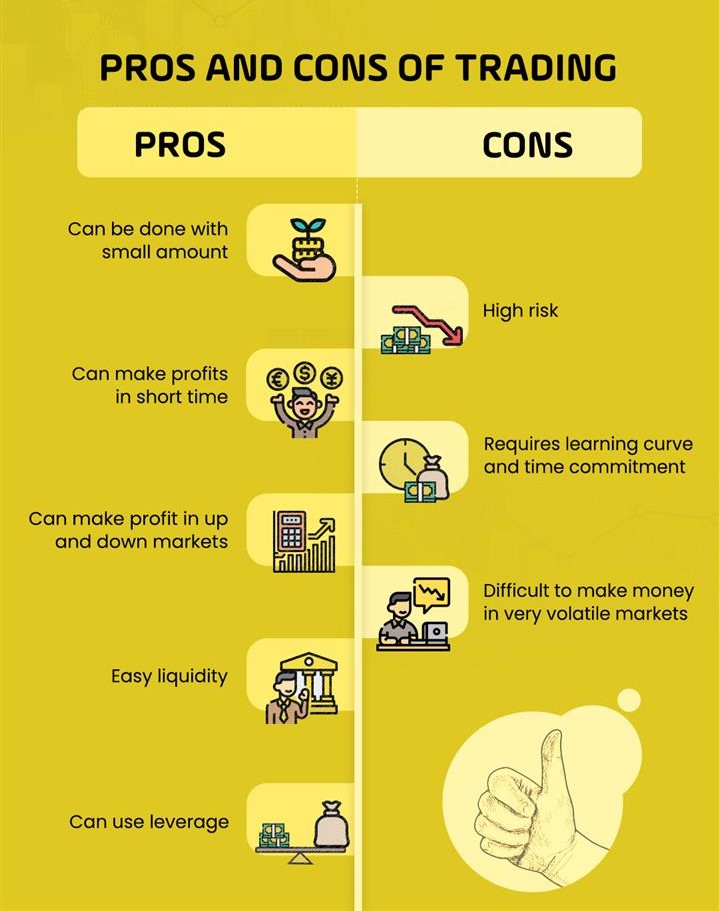 PROS AND CONS OF TRADING
PROS
CONS
Can be done with
small amount
High risk
Can make profits
in short time
Requires learning curve
and time commitment
Can make profit in up
and down markets
Difficult to make money
in very volatile markets
Easy liquidity
Can use leverage